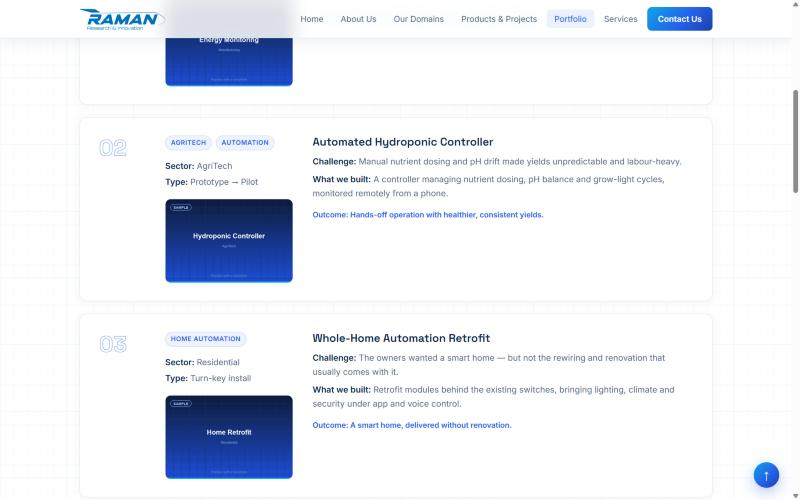 RAMAN
Research & Innovation
Home
About Us
Our Domains
Products & Projects
Portfolio
Services
Contact Us
Energy Monitoring
02
AGRITECH
AUTOMATION
Sector: AgriTech
Type: Prototype → Pilot
SAMPLE
Hydroponic Controller
AgriTech
Automated Hydroponic Controller
Challenge: Manual nutrient dosing and pH drift made yields unpredictable and labour-heavy.
What we built: A controller managing nutrient dosing, pH balance and grow-light cycles,
monitored remotely from a phone.
Outcome: Hands-off operation with healthier, consistent yields.
03
HOME AUTOMATION
Sector: Residential
Type: Turn-key install
SAMPLE
Home Retrofit
Residential
Whole-Home Automation Retrofit
Challenge: The owners wanted a smart home — but not the rewiring and renovation that
usually comes with it.
What we built: Retrofit modules behind the existing switches, bringing lighting, climate and
security under app and voice control.
Outcome: A smart home, delivered without renovation.
↑